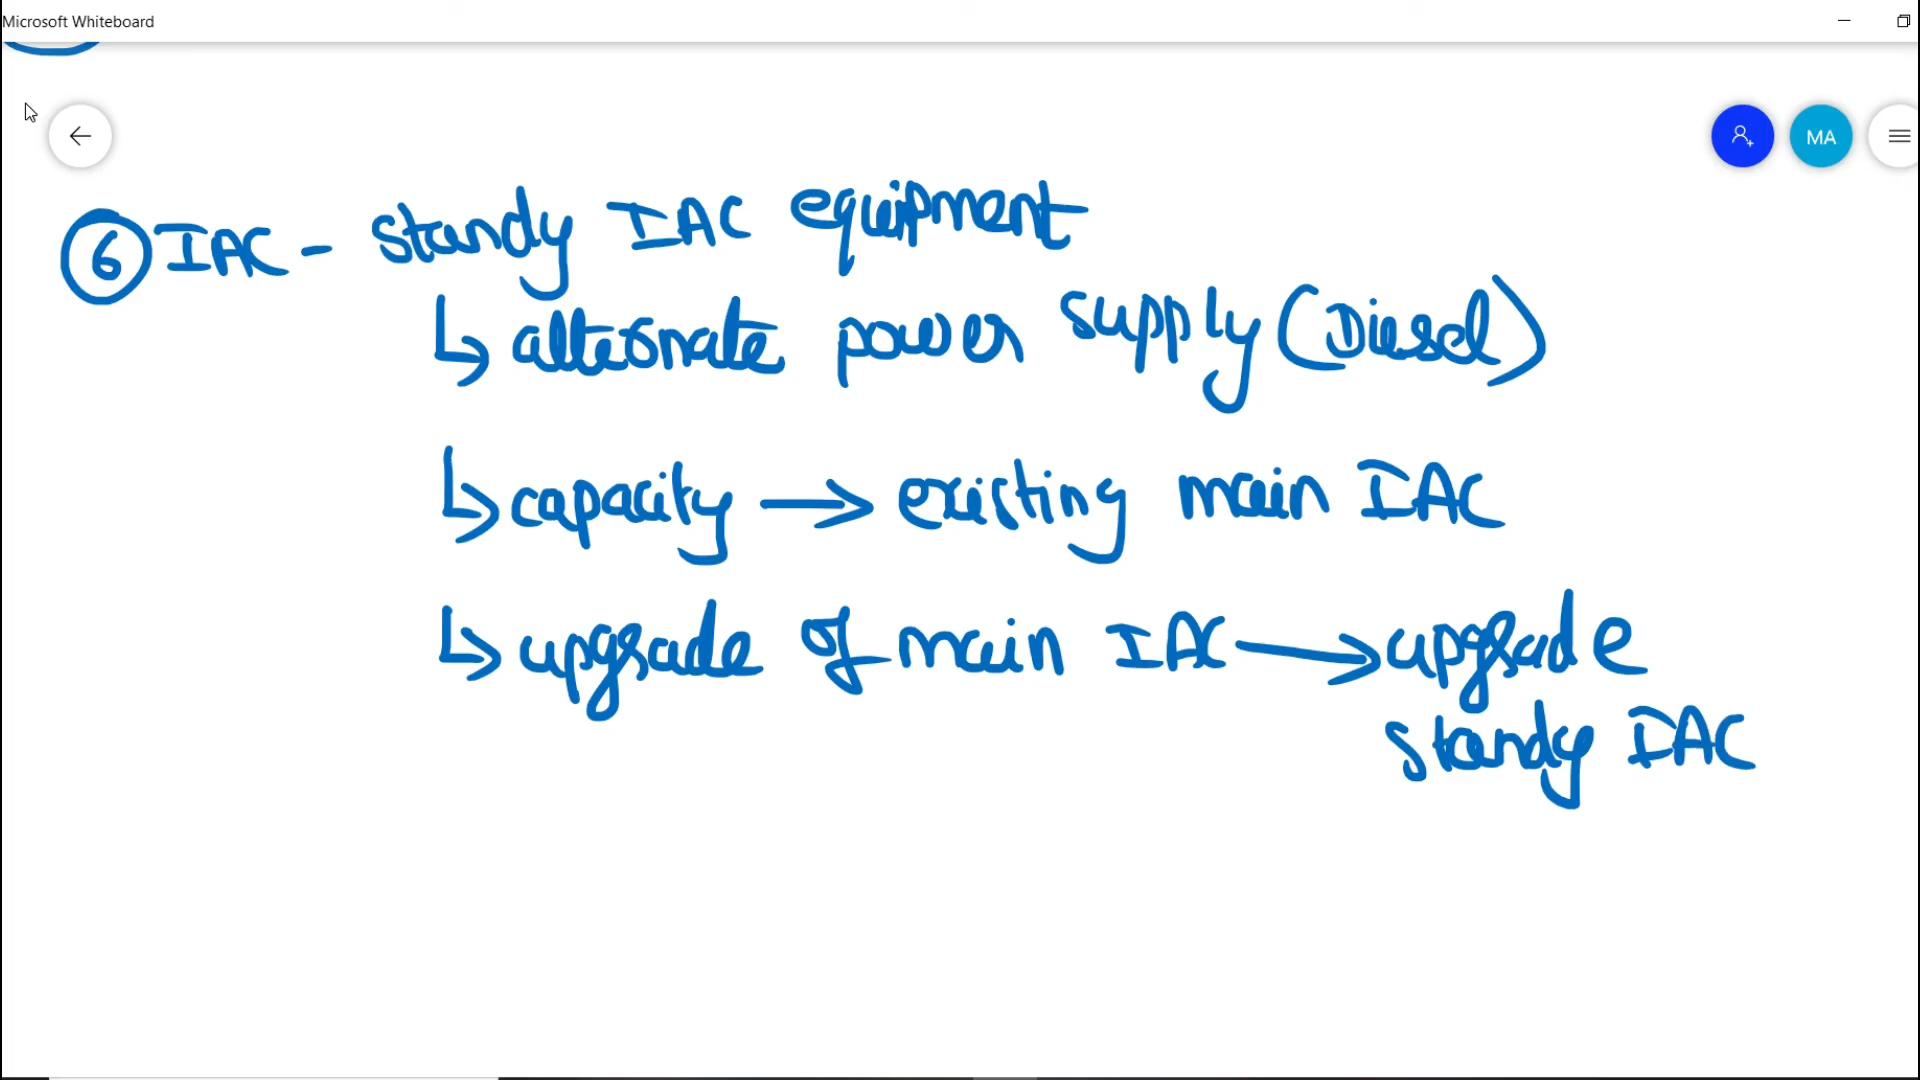 Microsoft Whiteboard
MA
6 IAC - standy IAC equipment
↳ alternate power supply (Diesel)
↳ capacity → existing main IAC
↳ upgrade of main IAC → upgrade
standy IAC